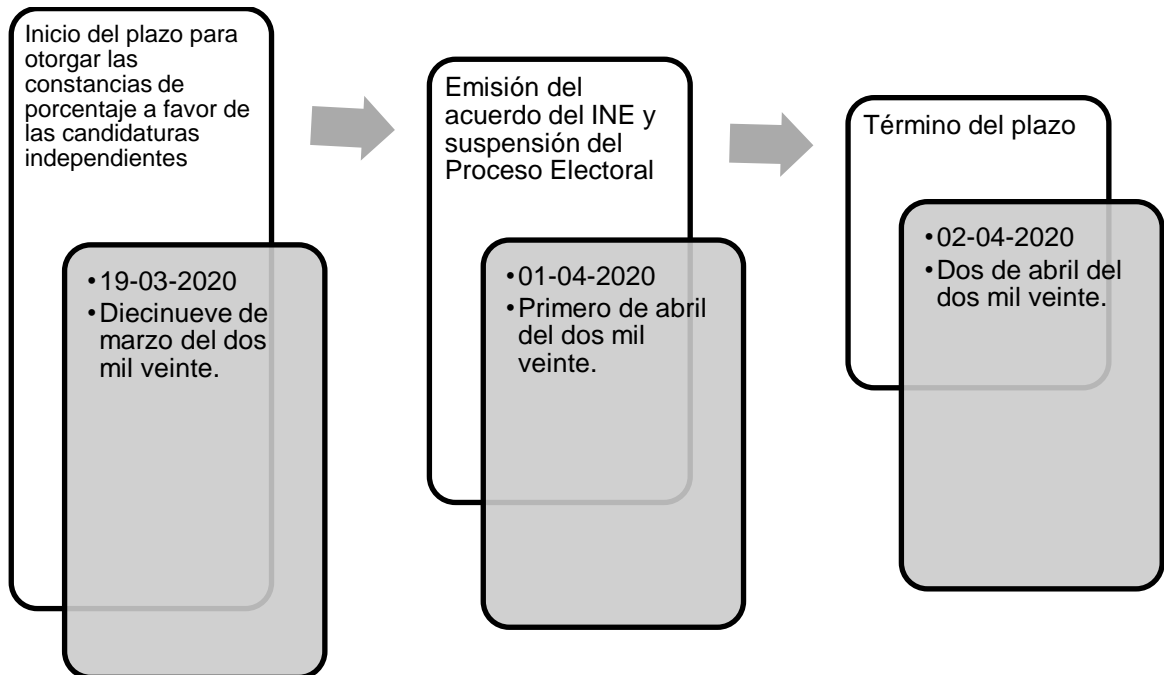 Inicio del plazo para
otorgar las
constancias de
porcentaje a favor de
las candidaturas
independientes
•19-03-2020
•Diecinueve de
marzo del dos
mil veinte.
Emisión del
acuerdo del INE y
suspensión del
Proceso Electoral
•01-04-2020
•Primero de abril
del dos mil
veinte.
Término del plazo
•02-04-2020
•Dos de abril del
dos mil veinte.